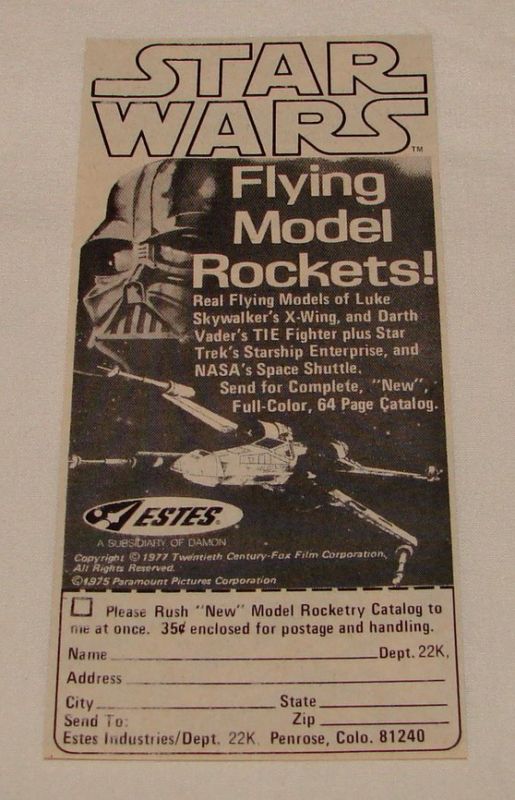 STAR
WARS™
Flying
Model
Rockets!
Real Flying Models of Luke
Skywalker's X-Wing, and Darth
Vader's TIE Fighter plus Star
Trek's Starship Enterprise, and
NASA's Space Shuttle.
Send for Complete, "New",
Full-Color, 64 Page Catalog.
ESTES®
A SUBSIDIARY OF DAMON
Copyright © 1977 Twentieth Century-Fox Film Corporation,
All Rights Reserved.
©1975 Paramount Pictures Corporation
Please Rush "New" Model Rocketry Catalog to
me at once. 35¢ enclosed for postage and handling.
Name Dept. 22K,
Address
City State
Send To: Zip
Estes Industries/Dept. 22K, Penrose, Colo. 81240